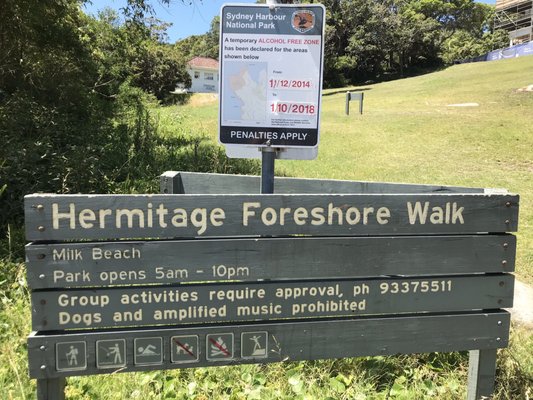 Sydney Harbour
National Park
A temporary ALCOHOL FREE ZONE
has been declared for the areas
shown below
From:
1/12/2014
To
1/10/2018
PENALTIES APPLY
Hermitage Foreshore Walk
Milk Beach
Park opens 5am - 10pm
Group activities require approval, ph 93375511
Dogs and amplified music prohibited